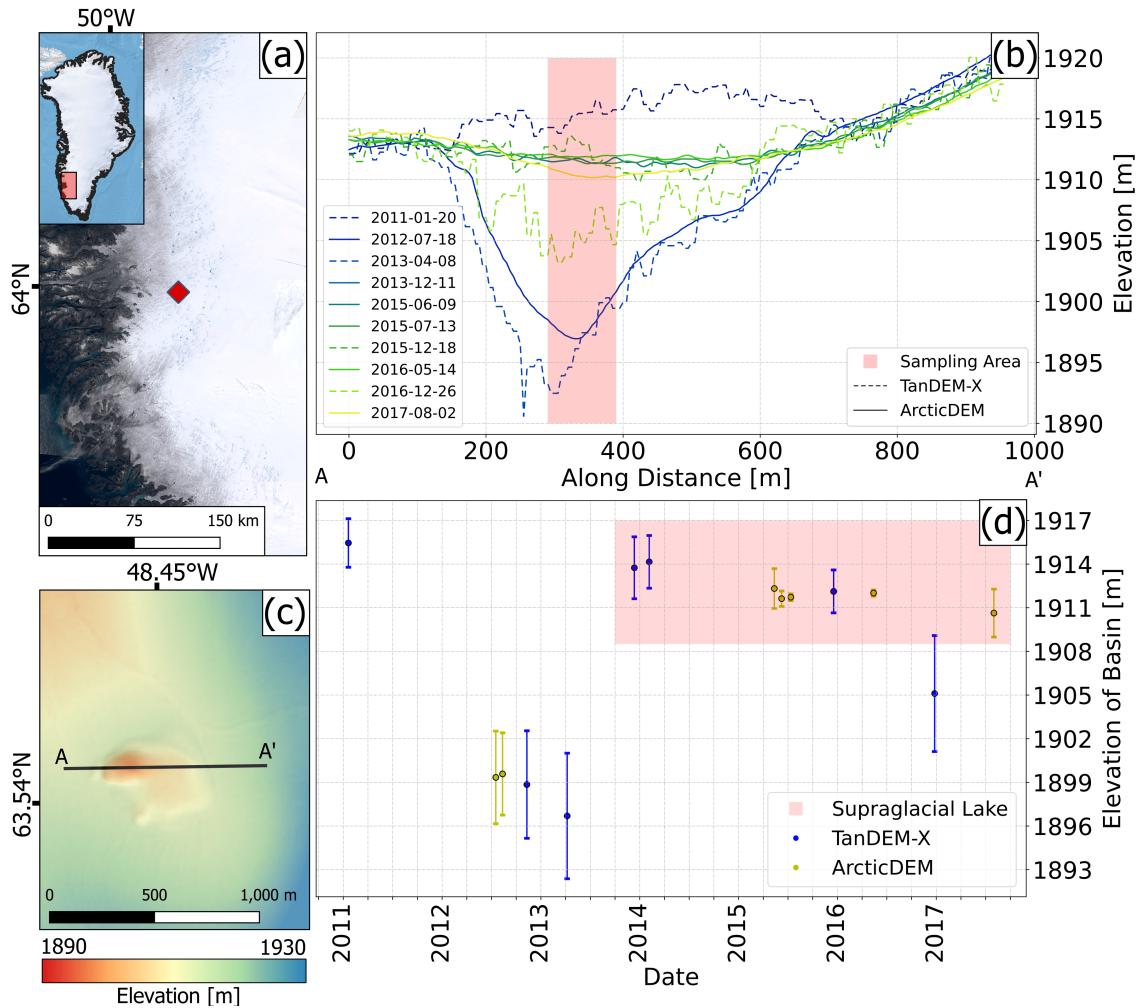 50°W
(a)
64°N
0 75 150 km
(b)
1920
1915
1910
1905
1900
1895
1890
Elevation [m]
2011-01-20
2012-07-18
2013-04-08
2013-12-11
2015-06-09
2015-07-13
2015-12-18
2016-05-14
2016-12-26
2017-08-02
Sampling Area
TanDEM-X
ArcticDEM
0 200 400 600 800 1000
A Along Distance [m] A'
48.45°W
(c)
63.54°N
A A'
0 500 1,000 m
1890 1930
Elevation [m]
(d)
1917
1914
1911
1908
1905
1902
1899
1896
1893
Elevation of Basin [m]
Supraglacial Lake
TanDEM-X
ArcticDEM
2011 2012 2013 2014 2015 2016 2017
Date